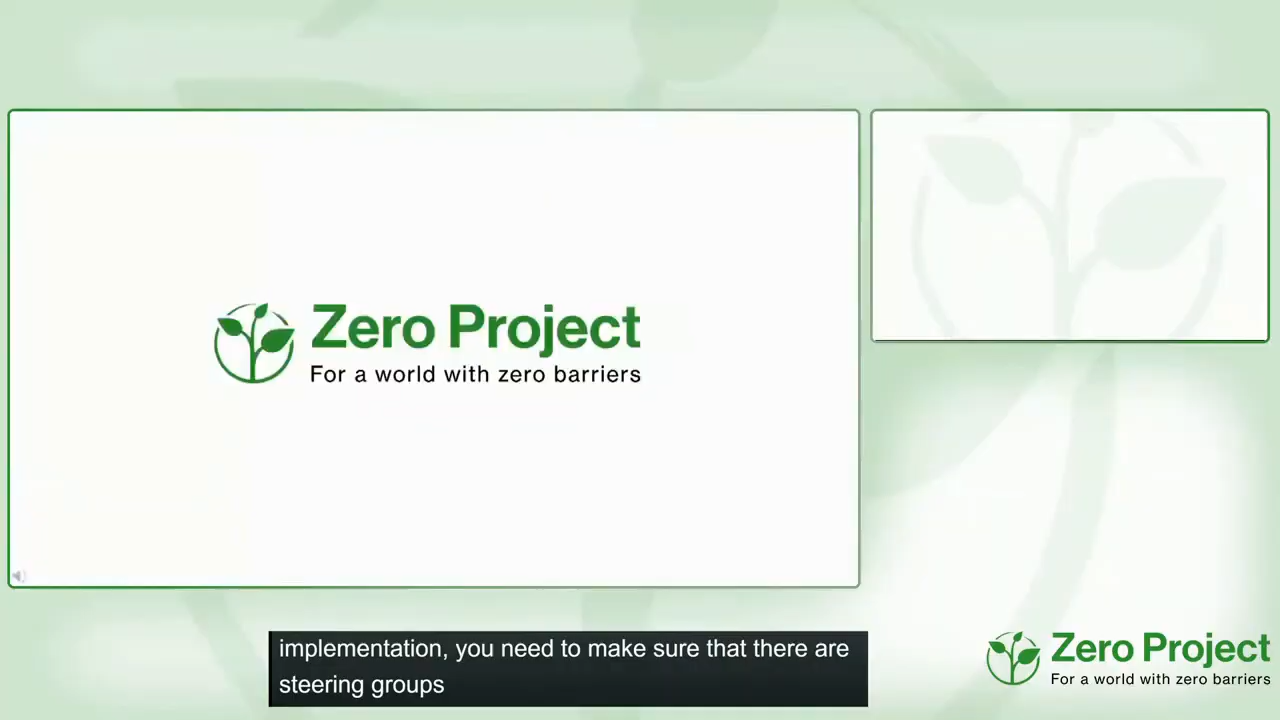 Zero Project
For a world with zero barriers
implementation, you need to make sure that there are
steering groups
Zero Project
For a world with zero barriers